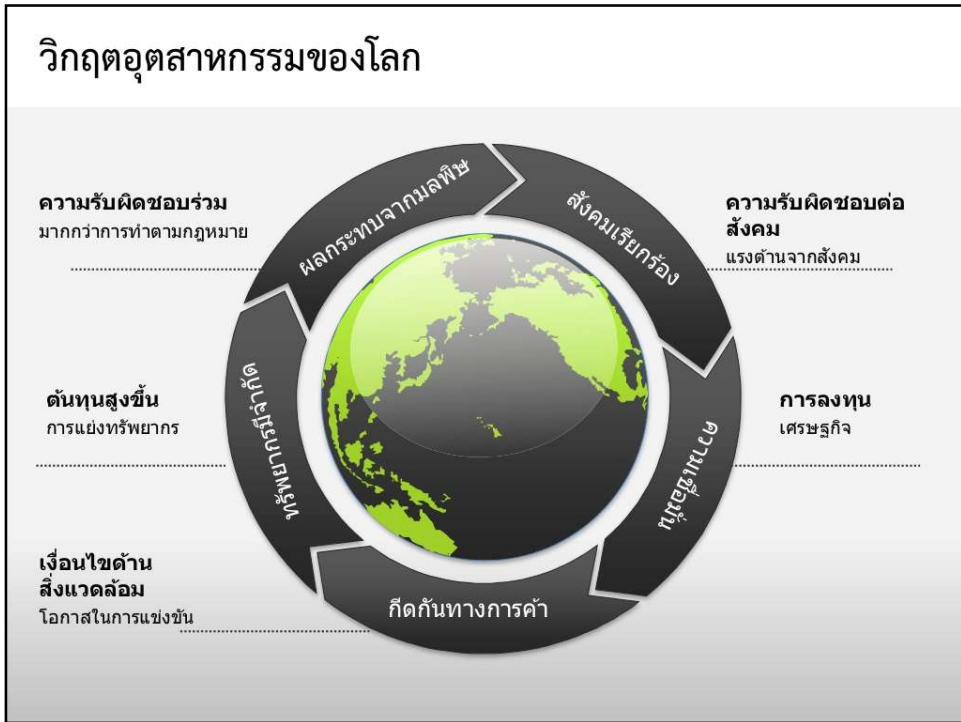 วิกฤตอุตสาหกรรมของโลก
ความรับผิดชอบร่วม
มากกว่าการทำตามกฎหมาย
ต้นทุนสูงขึ้น
การแย่งทรัพยากร
เงื่อนไขด้าน
สิ่งแวดล้อม
โอกาสในการแข่งขัน
ผลกระทบจากมลพิษ
สังคมเรียกร้อง
ความเชื่อมั่น
กีดกันทางการค้า
ทรัพยากรมีจำกัด
ความรับผิดชอบต่อ
สังคม
แรงต้านจากสังคม
การลงทุน
เศรษฐกิจ